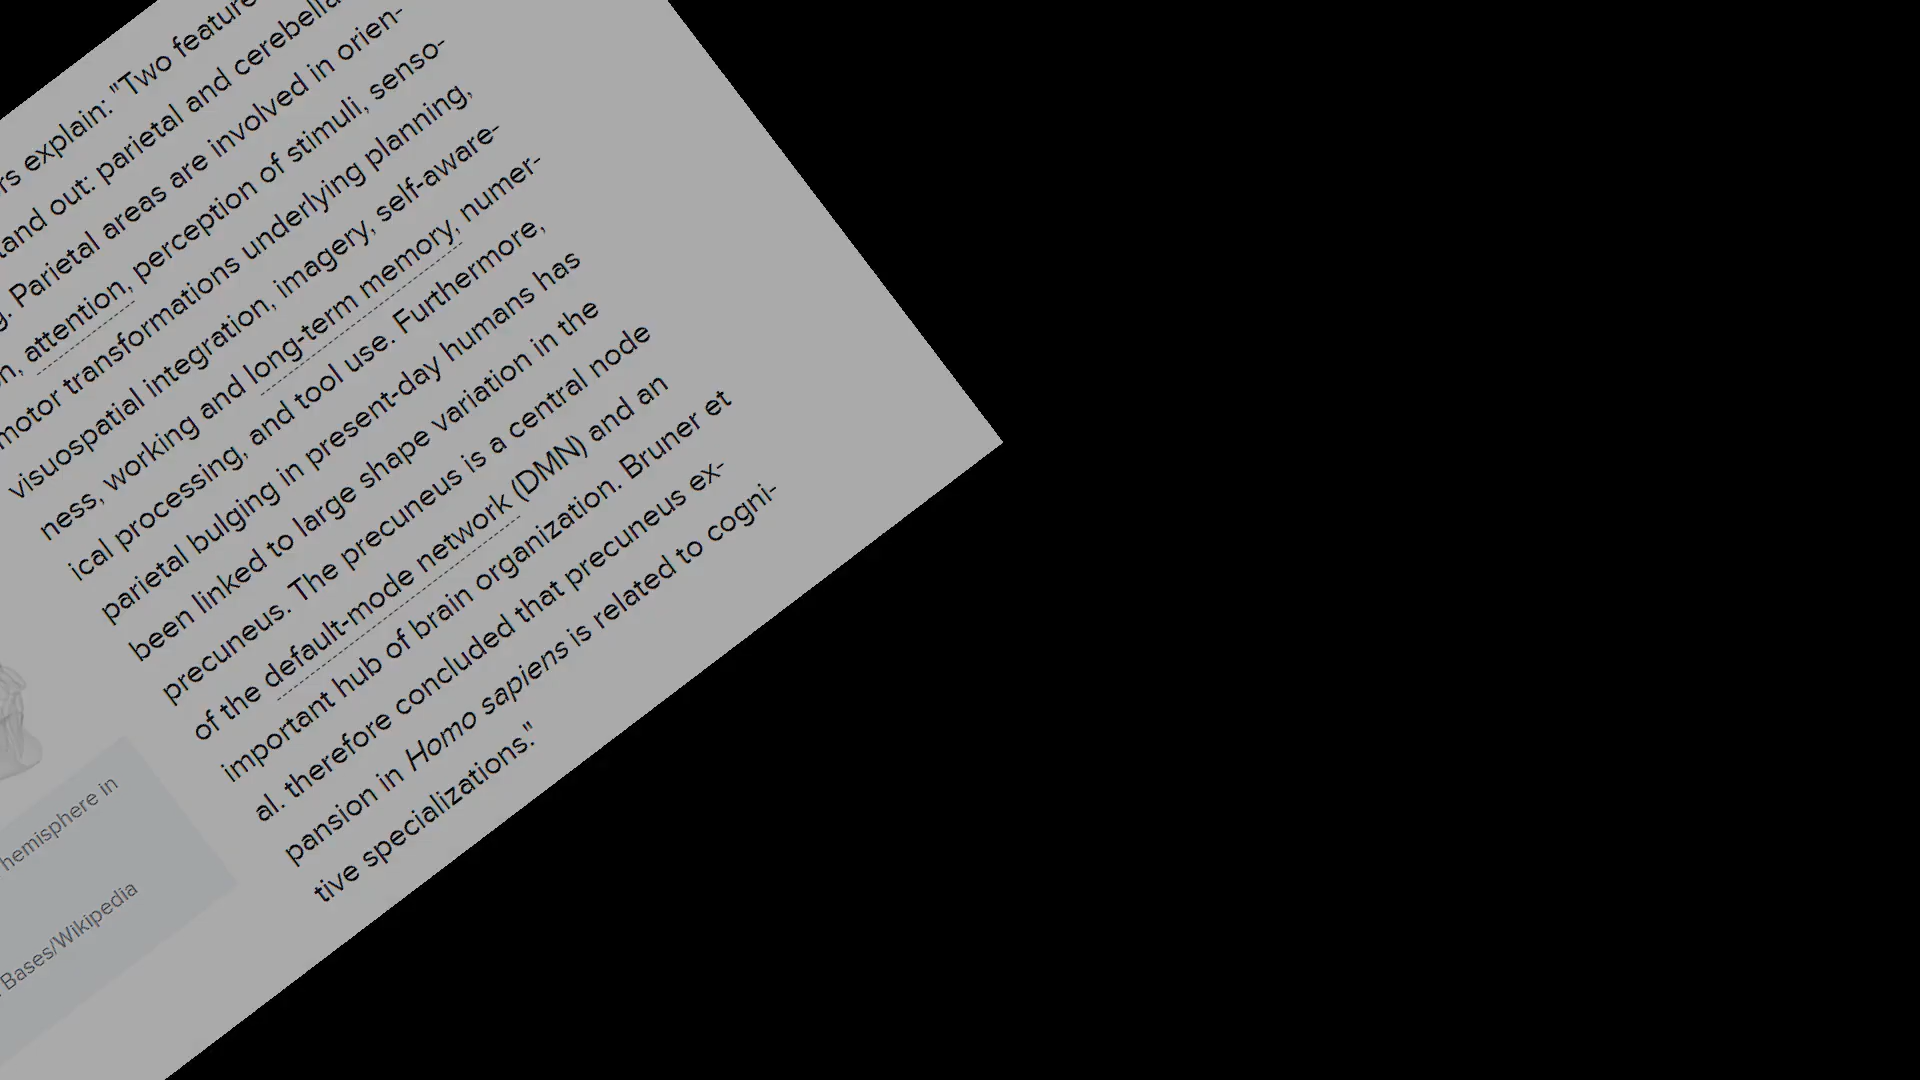 rs explain: "Two feature
tand out: parietal and cerebella
g. Parietal areas are involved in orien-
n, attention, perception of stimuli, senso-
motor transformations underlying planning,
visuospatial integration, imagery, self-aware-
ness, working and long-term memory, numer-
ical processing, and tool use. Furthermore,
parietal bulging in present-day humans has
been linked to large shape variation in the
precuneus. The precuneus is a central node
of the default-mode network (DMN) and an
important hub of brain organization. Bruner et
al. therefore concluded that precuneus ex-
pansion in Homo sapiens is related to cogni-
tive specializations."
hemisphere in
Bases/Wikipedia